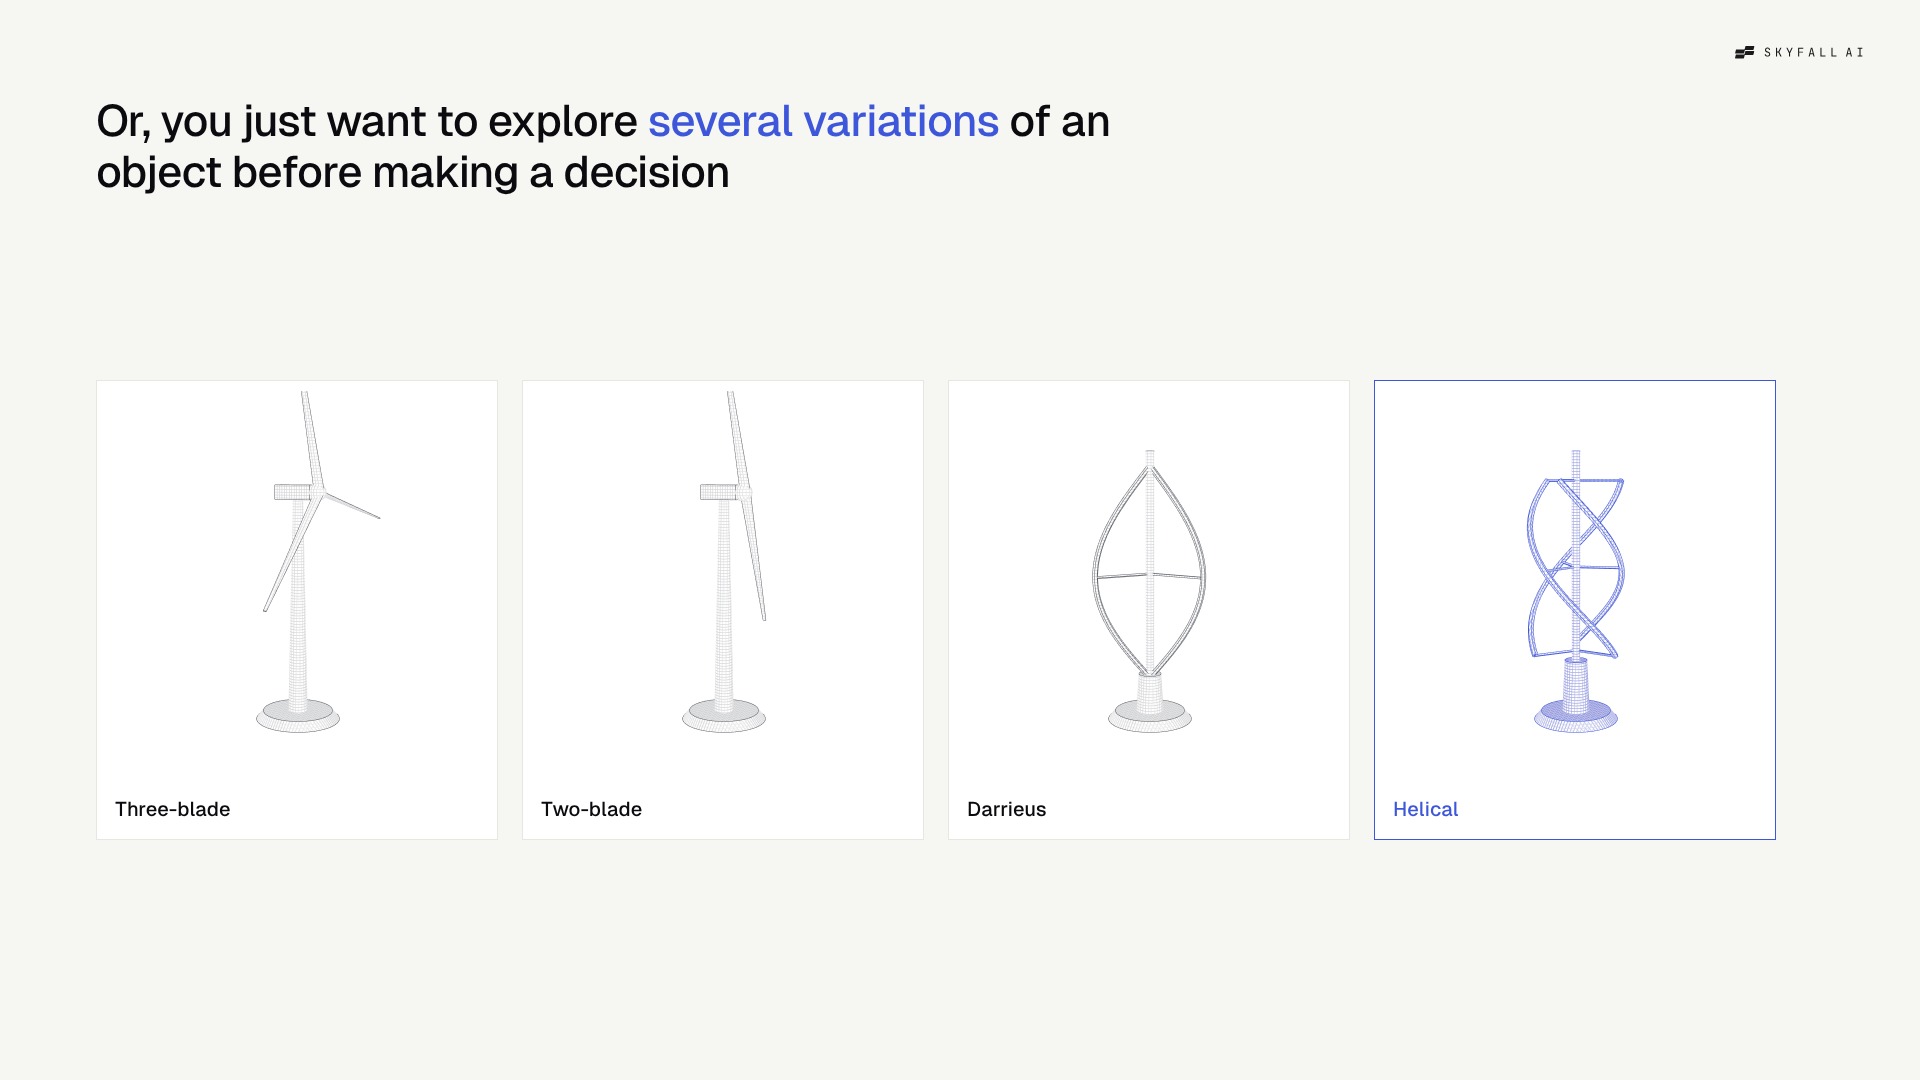 SKYFALL AI
Or, you just want to explore several variations of an
object before making a decision
Three-blade
Two-blade
Darrieus
Helical